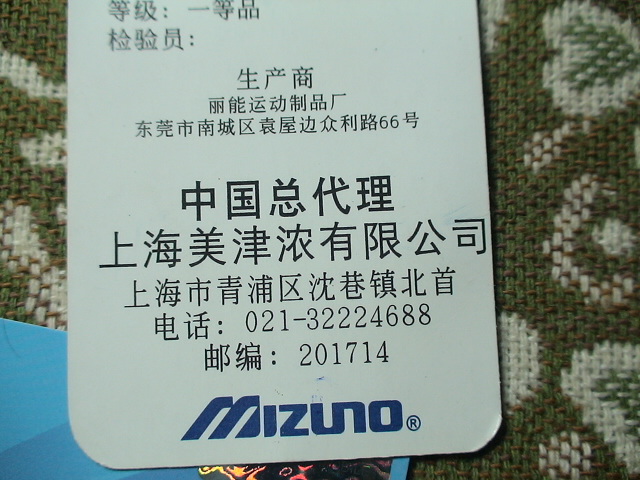 等级：一等品
检验员：
生产商
丽能运动制品厂
东莞市南城区袁屋边众利路66号
中国总代理
上海美津浓有限公司
上海市青浦区沈巷镇北首
电话：021-32224688
邮编：201714
MIZUNO®